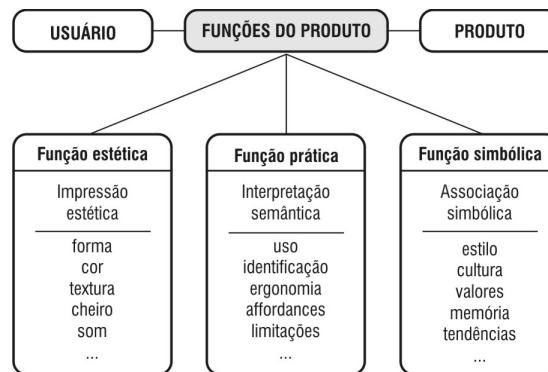 USUÁRIO
FUNÇÕES DO PRODUTO
PRODUTO
Função estética
Impressão
estética
forma
cor
textura
cheiro
som
...
Função prática
Interpretação
semântica
uso
identificação
ergonomia
affordances
limitações
...
Função simbólica
Associação
simbólica
estilo
cultura
valores
memória
tendências
...